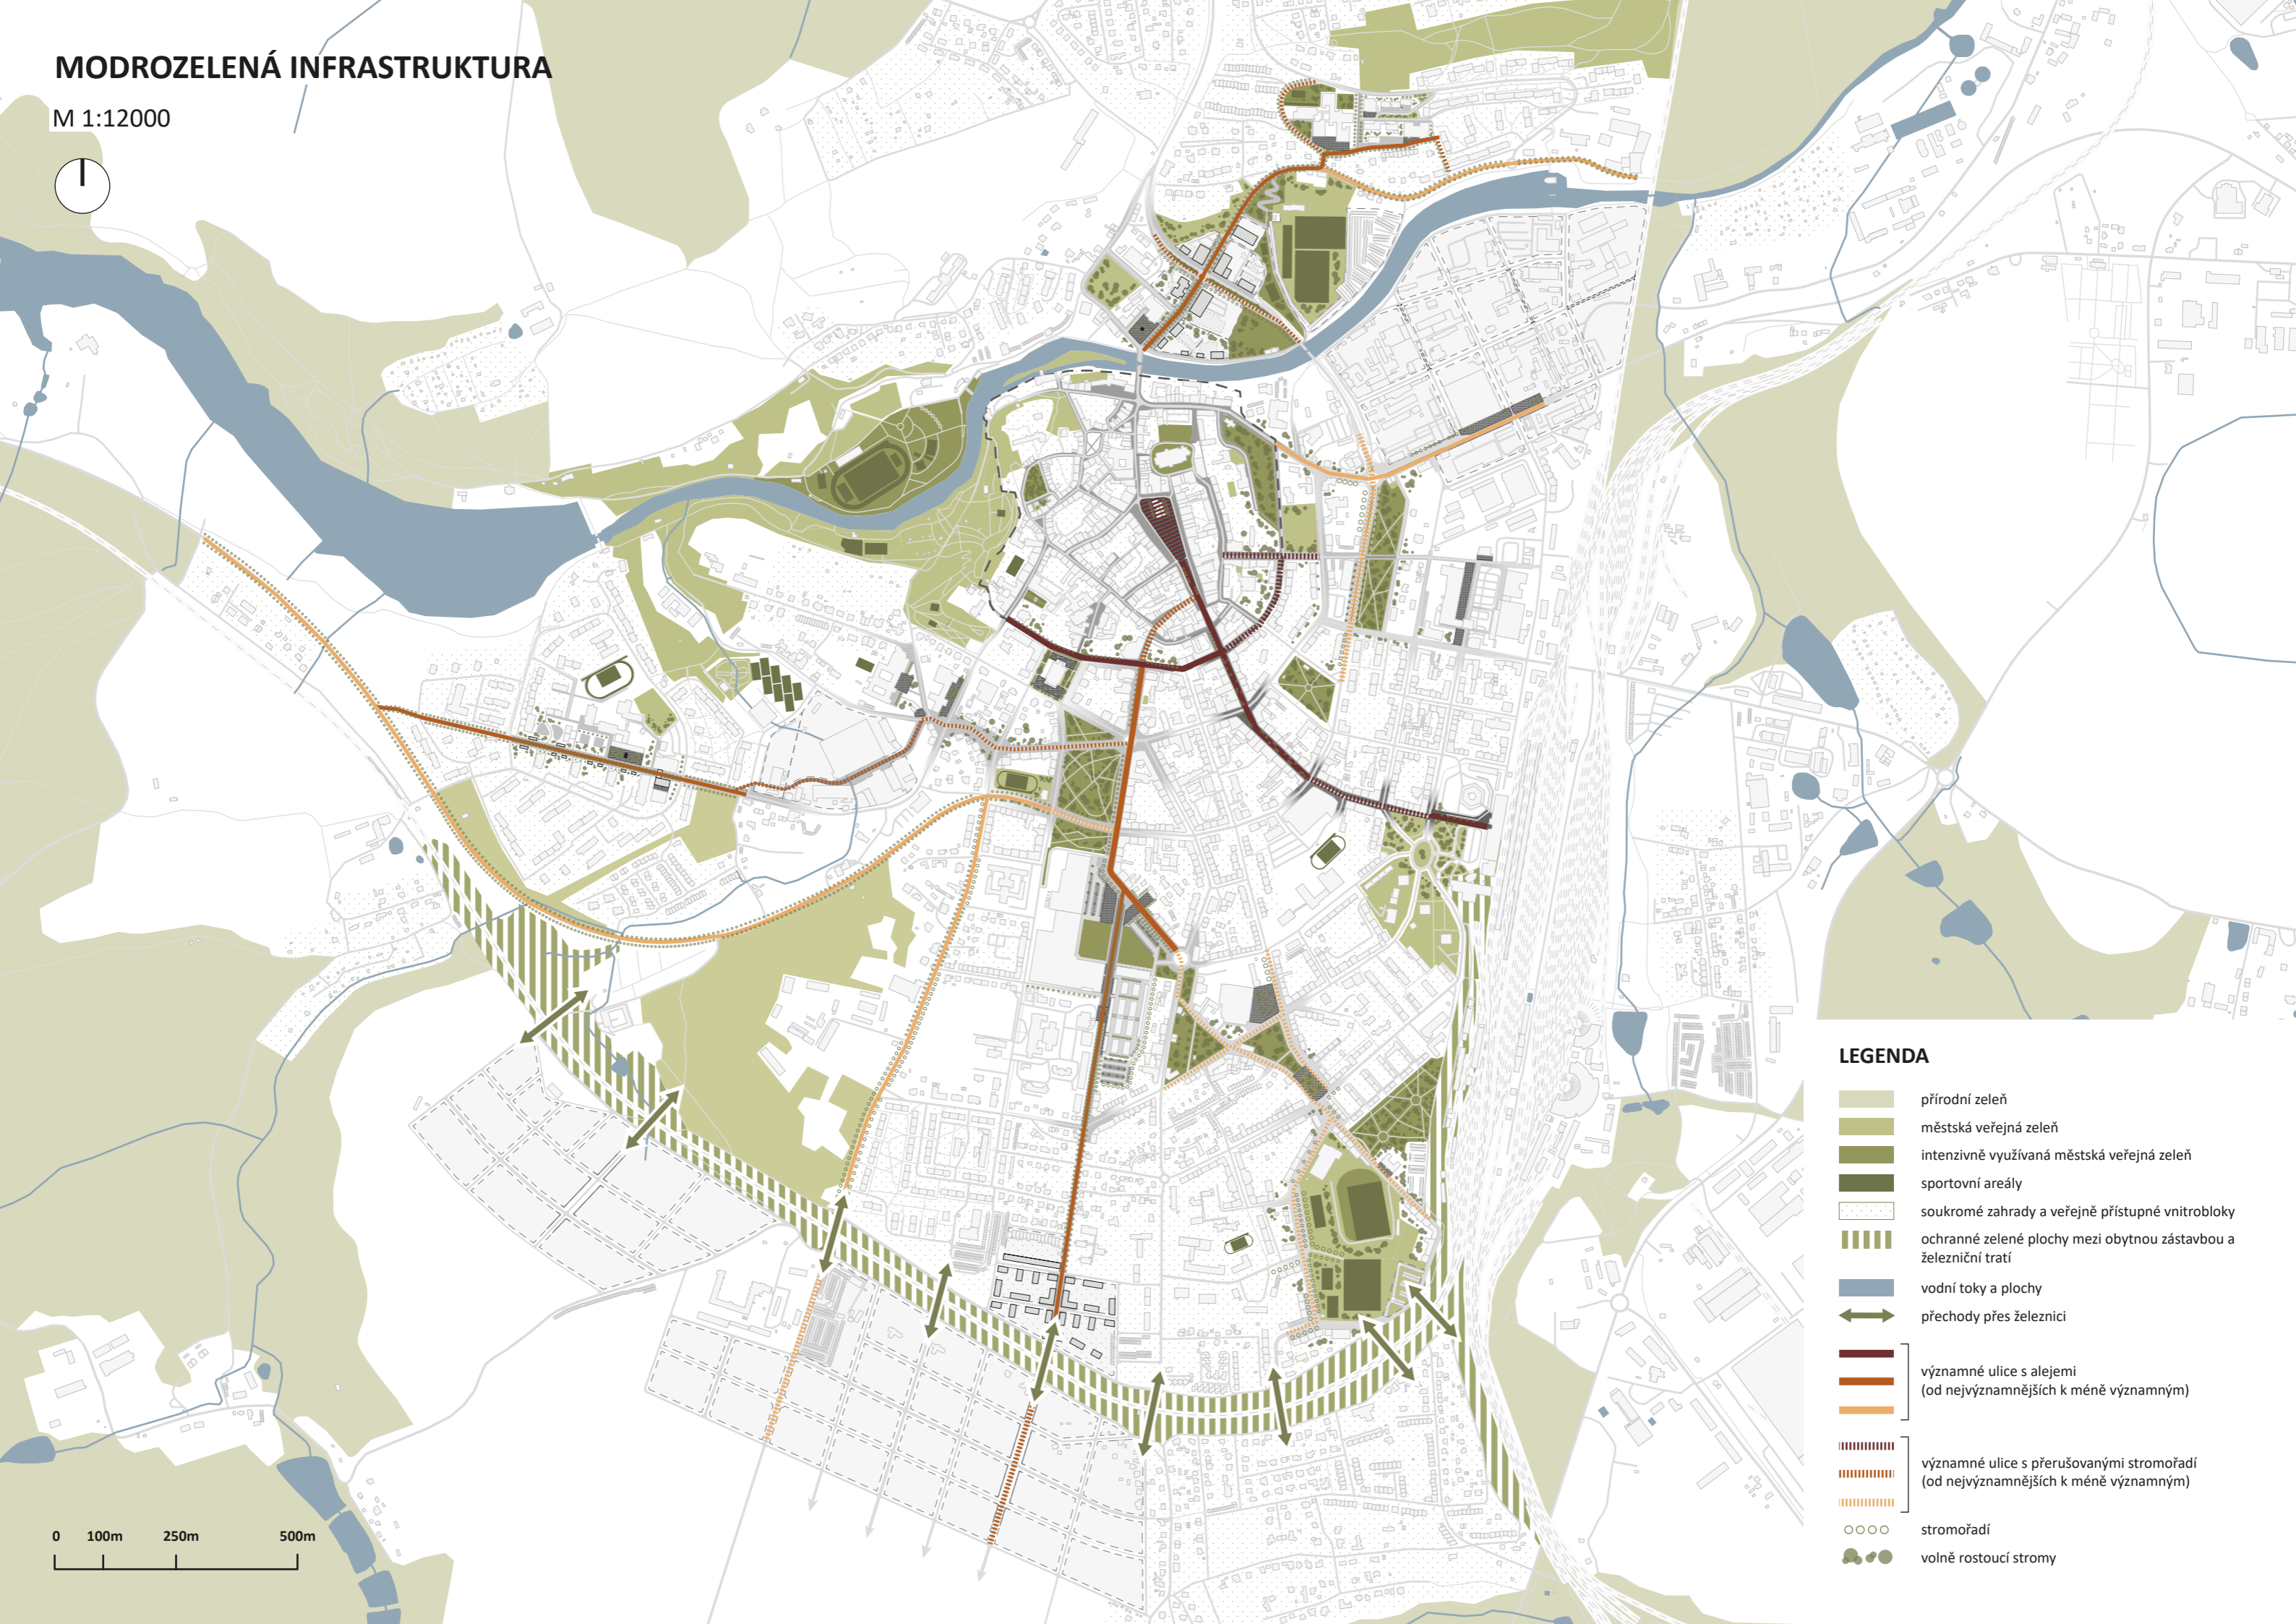 MODROZELENÁ INFRASTRUKTURA
M 1:12000
LEGENDA
přírodní zeleň
městská veřejná zeleň
intenzivně využívaná městská veřejná zeleň
sportovní areály
soukromé zahrady a veřejně přístupné vnitrobloky
ochranné zelené plochy mezi obytnou zástavbou a
železniční tratí
vodní toky a plochy
přechody přes železnici
významné ulice s alejemi
(od nejvýznamnějších k méně významným)
významné ulice s přerušovanými stromořadí
(od nejvýznamnějších k méně významným)
stromořadí
volně rostoucí stromy
0 100m 250m 500m